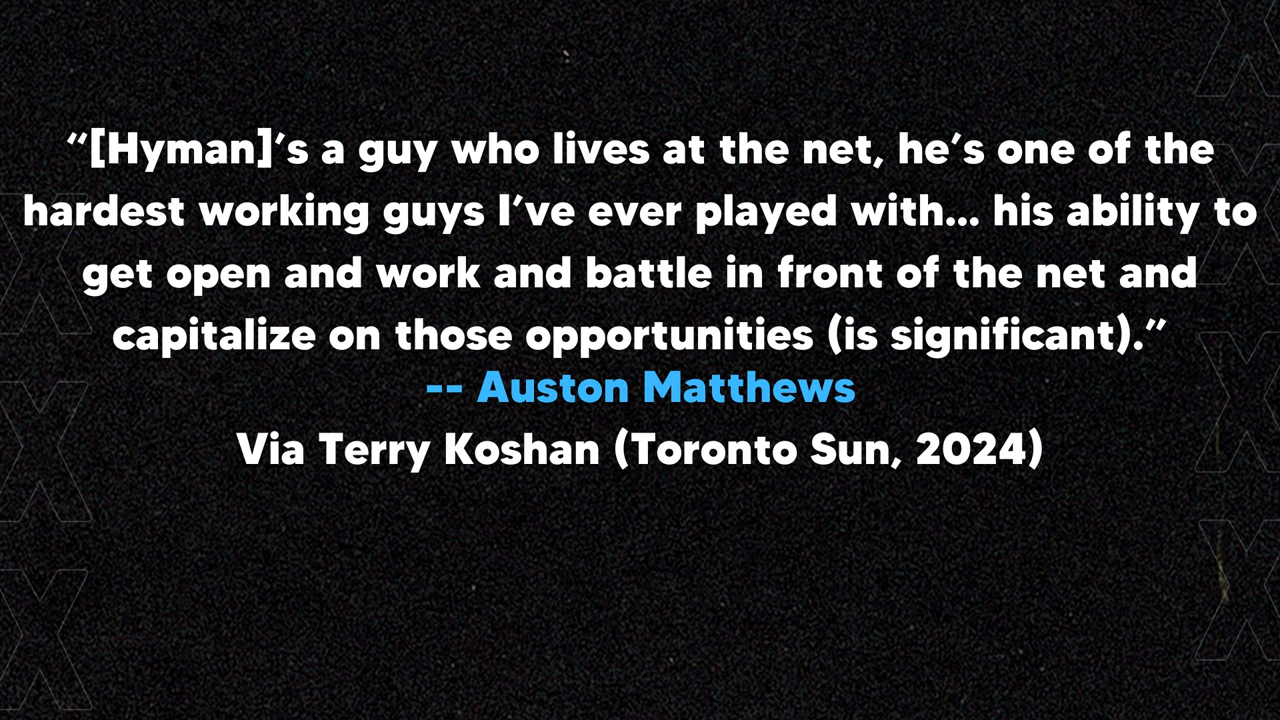 “[Hyman]’s a guy who lives at the net, he’s one of the
hardest working guys I’ve ever played with... his ability to
get open and work and battle in front of the net and
capitalize on those opportunities (is significant).”
-- Auston Matthews
Via Terry Koshan (Toronto Sun, 2024)